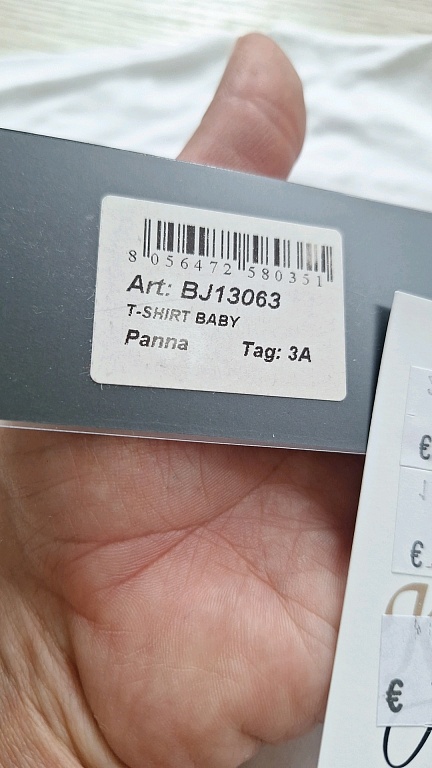 8 056472 580351
Art: BJ13063
T-SHIRT BABY
Panna Tag: 3A
€
€
€